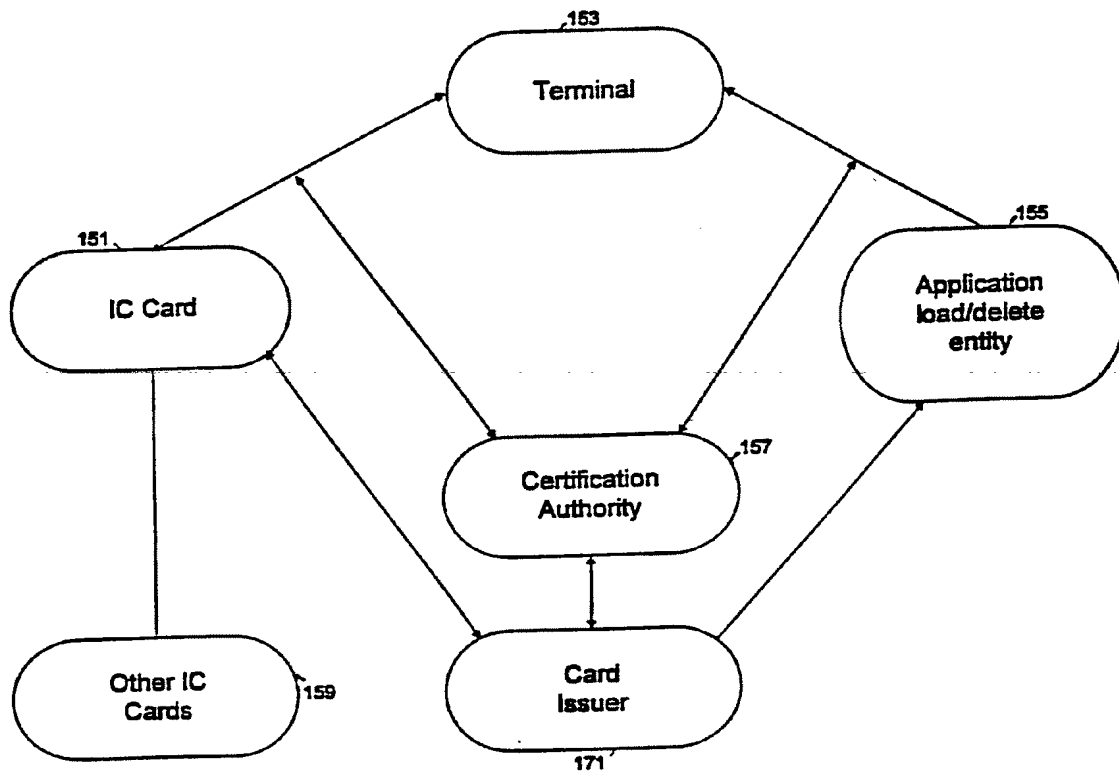 153
Terminal
151
IC Card
155
Application
load/delete
entity
157
Certification
Authority
Other IC
Cards
159
Card
Issuer
171